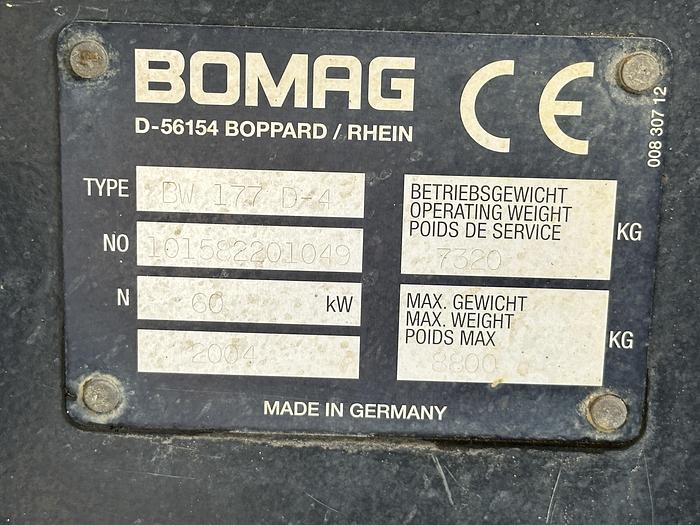 BOMAG
CE
D-56154 BOPPARD / RHEIN
008 307 12
TYPE BW 177 D-4
NO 101582201049
N 60 kW
2004
BETRIEBSGEWICHT
OPERATING WEIGHT
POIDS DE SERVICE
7320 KG
MAX. GEWICHT
MAX. WEIGHT
POIDS MAX
8800 KG
MADE IN GERMANY